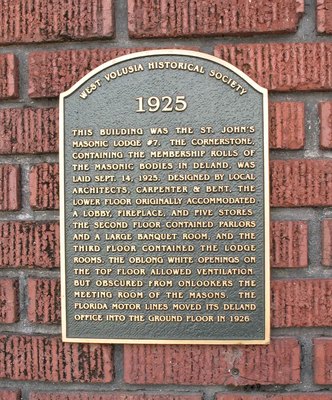 WEST VOLUSIA HISTORICAL SOCIETY
1925
THIS BUILDING WAS THE ST. JOHN'S
MASONIC LODGE #7. THE CORNERSTONE,
CONTAINING THE MEMBERSHIP ROLLS OF
THE MASONIC BODIES IN DELAND, WAS
LAID SEPT. 14, 1925. DESIGNED BY LOCAL
ARCHITECTS, CARPENTER & BENT, THE
LOWER FLOOR ORIGINALLY ACCOMMODATED
A LOBBY, FIREPLACE, AND FIVE STORES.
THE SECOND FLOOR CONTAINED PARLORS
AND A LARGE BANQUET ROOM, AND THE
THIRD FLOOR CONTAINED THE LODGE
ROOMS. THE OBLONG WHITE OPENINGS ON
THE TOP FLOOR ALLOWED VENTILATION
BUT OBSCURED FROM ONLOOKERS THE
MEETING ROOM OF THE MASONS. THE
FLORIDA MOTOR LINES MOVED ITS DELAND
OFFICE INTO THE GROUND FLOOR IN 1926.